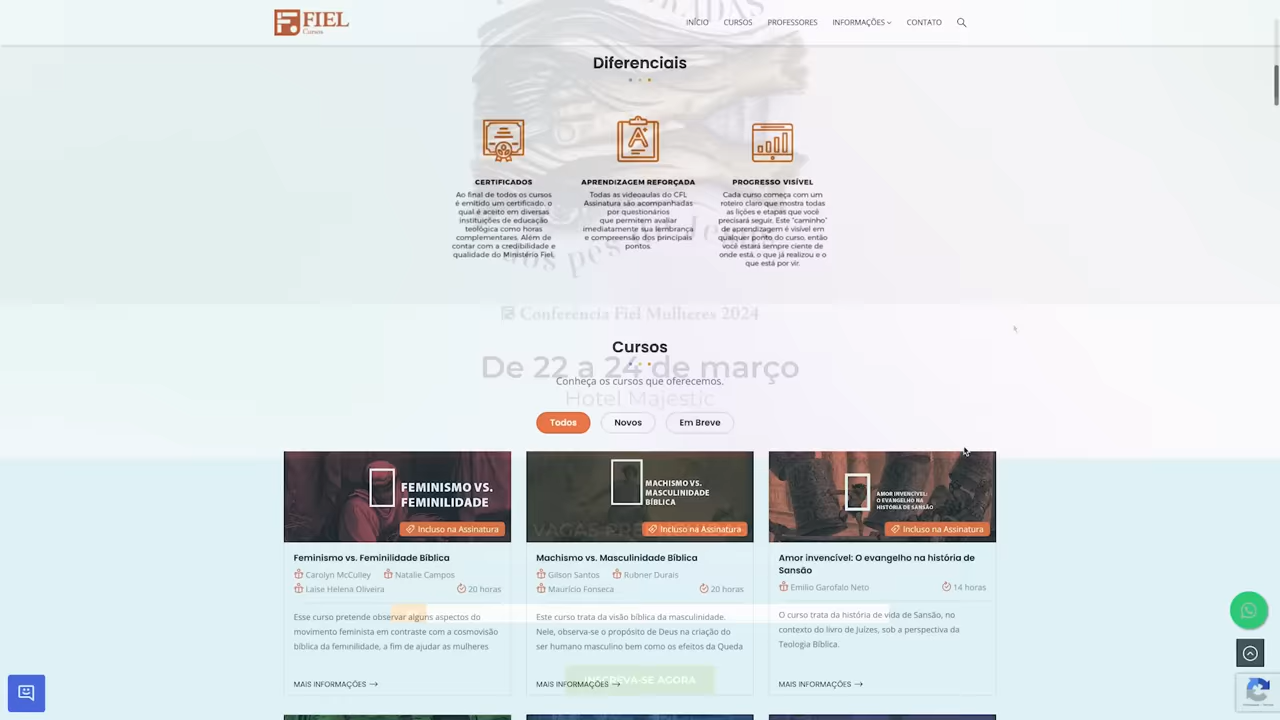 FIEL
Cursos
INÍCIO CURSOS PROFESSORES INFORMAÇÕES CONTATO
Diferenciais
CERTIFICADOS
Ao final de todos os cursos
é emitido um certificado, o
qual é aceito em diversas
instituições de educação
teológica como horas
complementares. Além de
contar com a credibilidade e
qualidade do Ministério Fiel.
APRENDIZAGEM REFORÇADA
Todas as videoaulas do CFL
Assinatura são acompanhadas
por questionários
que permitem avaliar
imediatamente sua lembrança
e compreensão dos principais
pontos.
PROGRESSO VISÍVEL
Cada curso começa com um
roteiro claro que mostra todas
as lições e etapas que você
precisará seguir. Este "caminho"
de aprendizagem é visível em
qualquer ponto do curso, então
você estará sempre ciente de
onde está, o que já realizou e o
que está por vir.
Conferência Fiel Mulheres 2024
Cursos
De 22 a 24 de março
Conheça os cursos que oferecemos.
Hotel Majestic
Todos Novos Em Breve
FEMINISMO VS.
FEMINILIDADE
Incluso na Assinatura
Feminismo vs. Feminilidade Bíblica
Carolyn McCulley Natalie Campos
Laise Helena Oliveira 20 horas
Esse curso pretende observar alguns aspectos do
movimento feminista em contraste com a cosmovisão
bíblica da feminilidade, a fim de ajudar as mulheres
MAIS INFORMAÇÕES
MACHISMO VS.
MASCULINIDADE
BÍBLICA
Incluso na Assinatura
Machismo vs. Masculinidade Bíblica
Gilson Santos Rubner Durais
Maurício Fonseca 20 horas
Este curso trata da visão bíblica da masculinidade.
Nele, observa-se o propósito de Deus na criação do
ser humano masculino bem como os efeitos da Queda
MAIS INFORMAÇÕES
INSCREVA-SE AGORA
AMOR INVENCÍVEL:
O EVANGELHO NA
HISTÓRIA DE SANSÃO
Incluso na Assinatura
Amor invencível: O evangelho na história de
Sansão
Emilio Garofalo Neto 14 horas
O curso trata da história de vida de Sansão, no
contexto do livro de Juízes, sob a perspectiva da
Teologia Bíblica.
MAIS INFORMAÇÕES